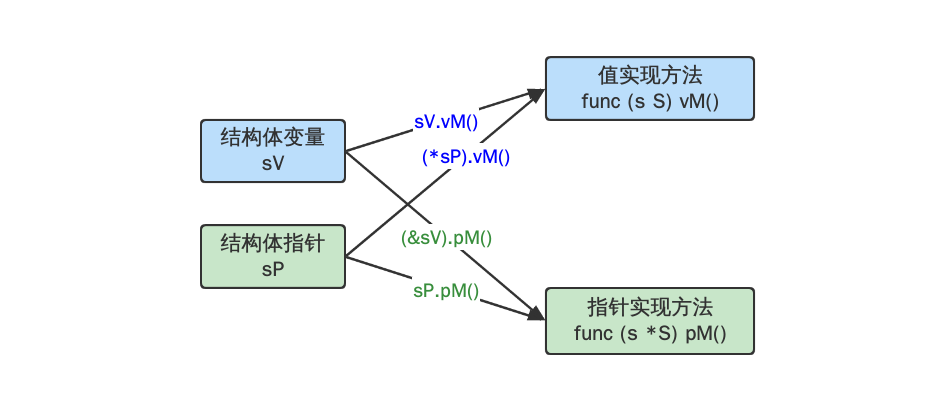 值实现方法
func (s S) vM()
sV.vM()
结构体变量
sV
(*sP).vM()
结构体指针
sP
(&sV).pM()
sP.pM()
指针实现方法
func (s *S) pM()